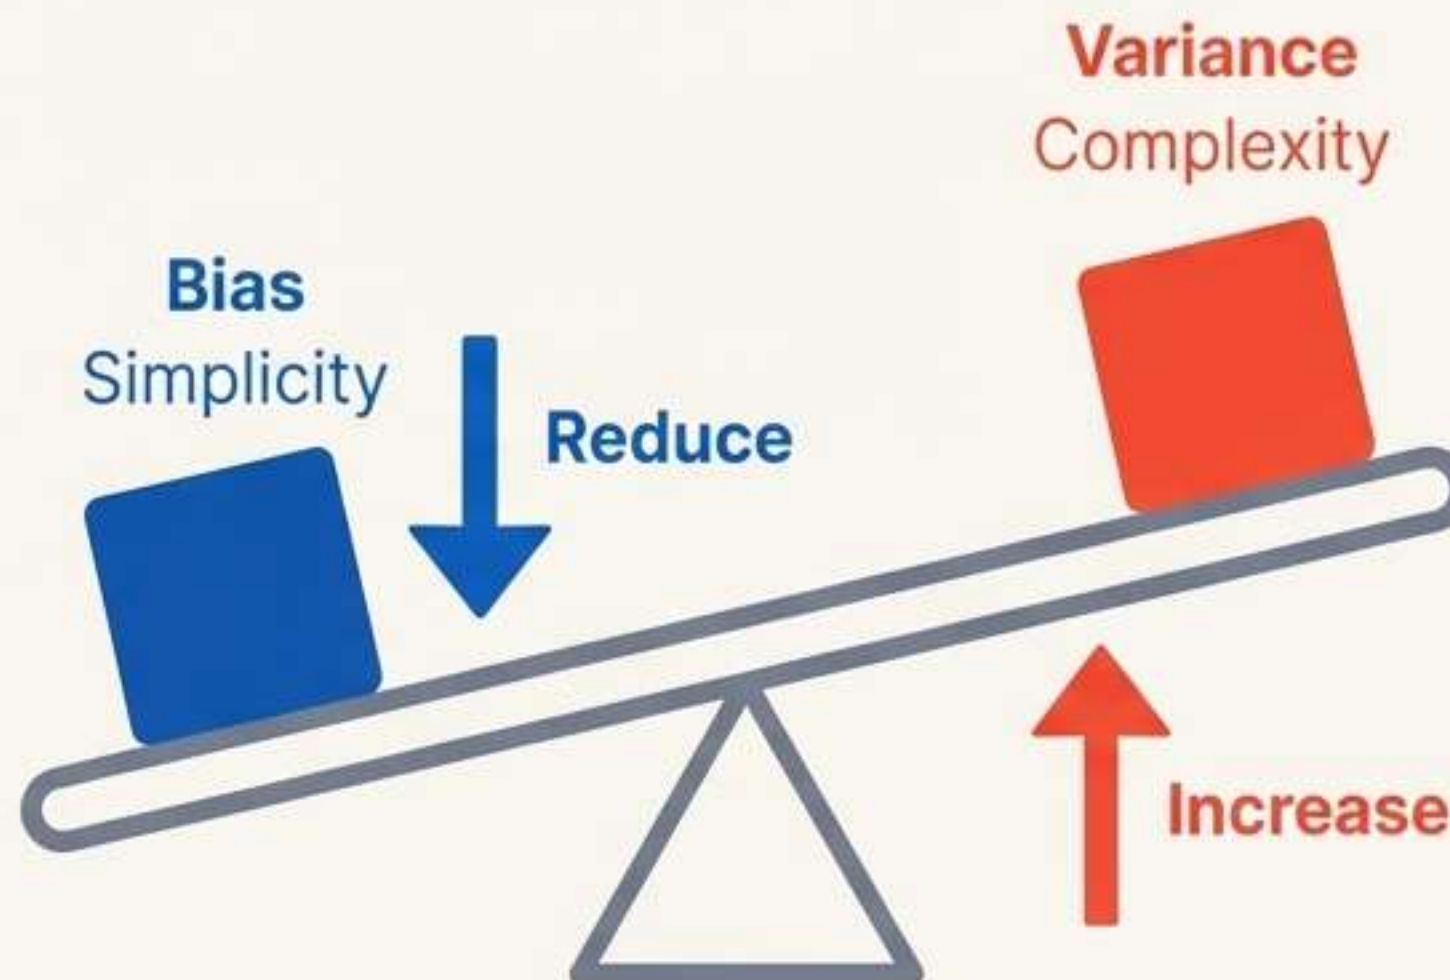 Variance
Complexity
Bias
Simplicity
Reduce
Increase